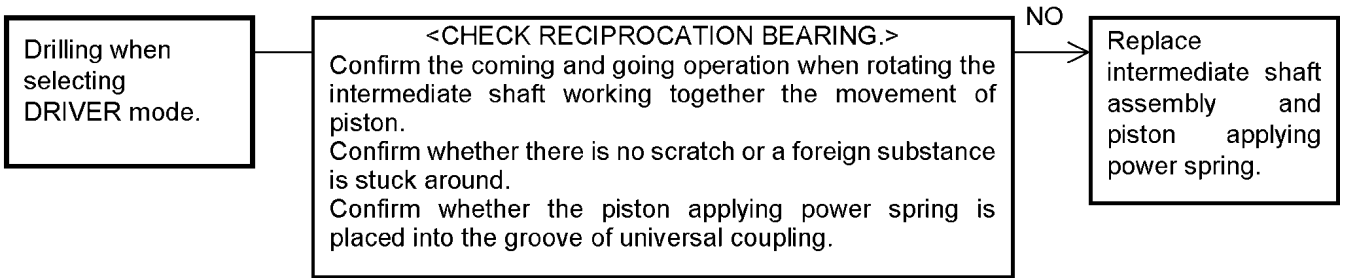 Drilling when
selecting
DRIVER mode.
<CHECK RECIPROCATION BEARING.>
Confirm the coming and going operation when rotating the
intermediate shaft working together the movement of
piston.
Confirm whether there is no scratch or a foreign substance
is stuck around.
Confirm whether the piston applying power spring is
placed into the groove of universal coupling.
NO
Replace
intermediate shaft
assembly and
piston applying
power spring.